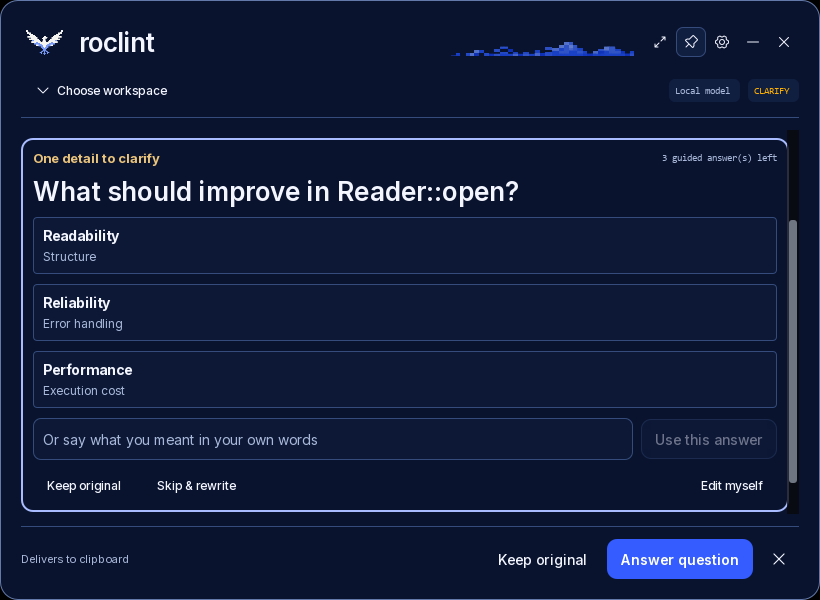 roclint
Choose workspace
Local model
CLARIFY
One detail to clarify
3 guided answer(s) left
What should improve in Reader::open?
Readability
Structure
Reliability
Error handling
Performance
Execution cost
Or say what you meant in your own words
Use this answer
Keep original
Skip & rewrite
Edit myself
Delivers to clipboard
Keep original
Answer question